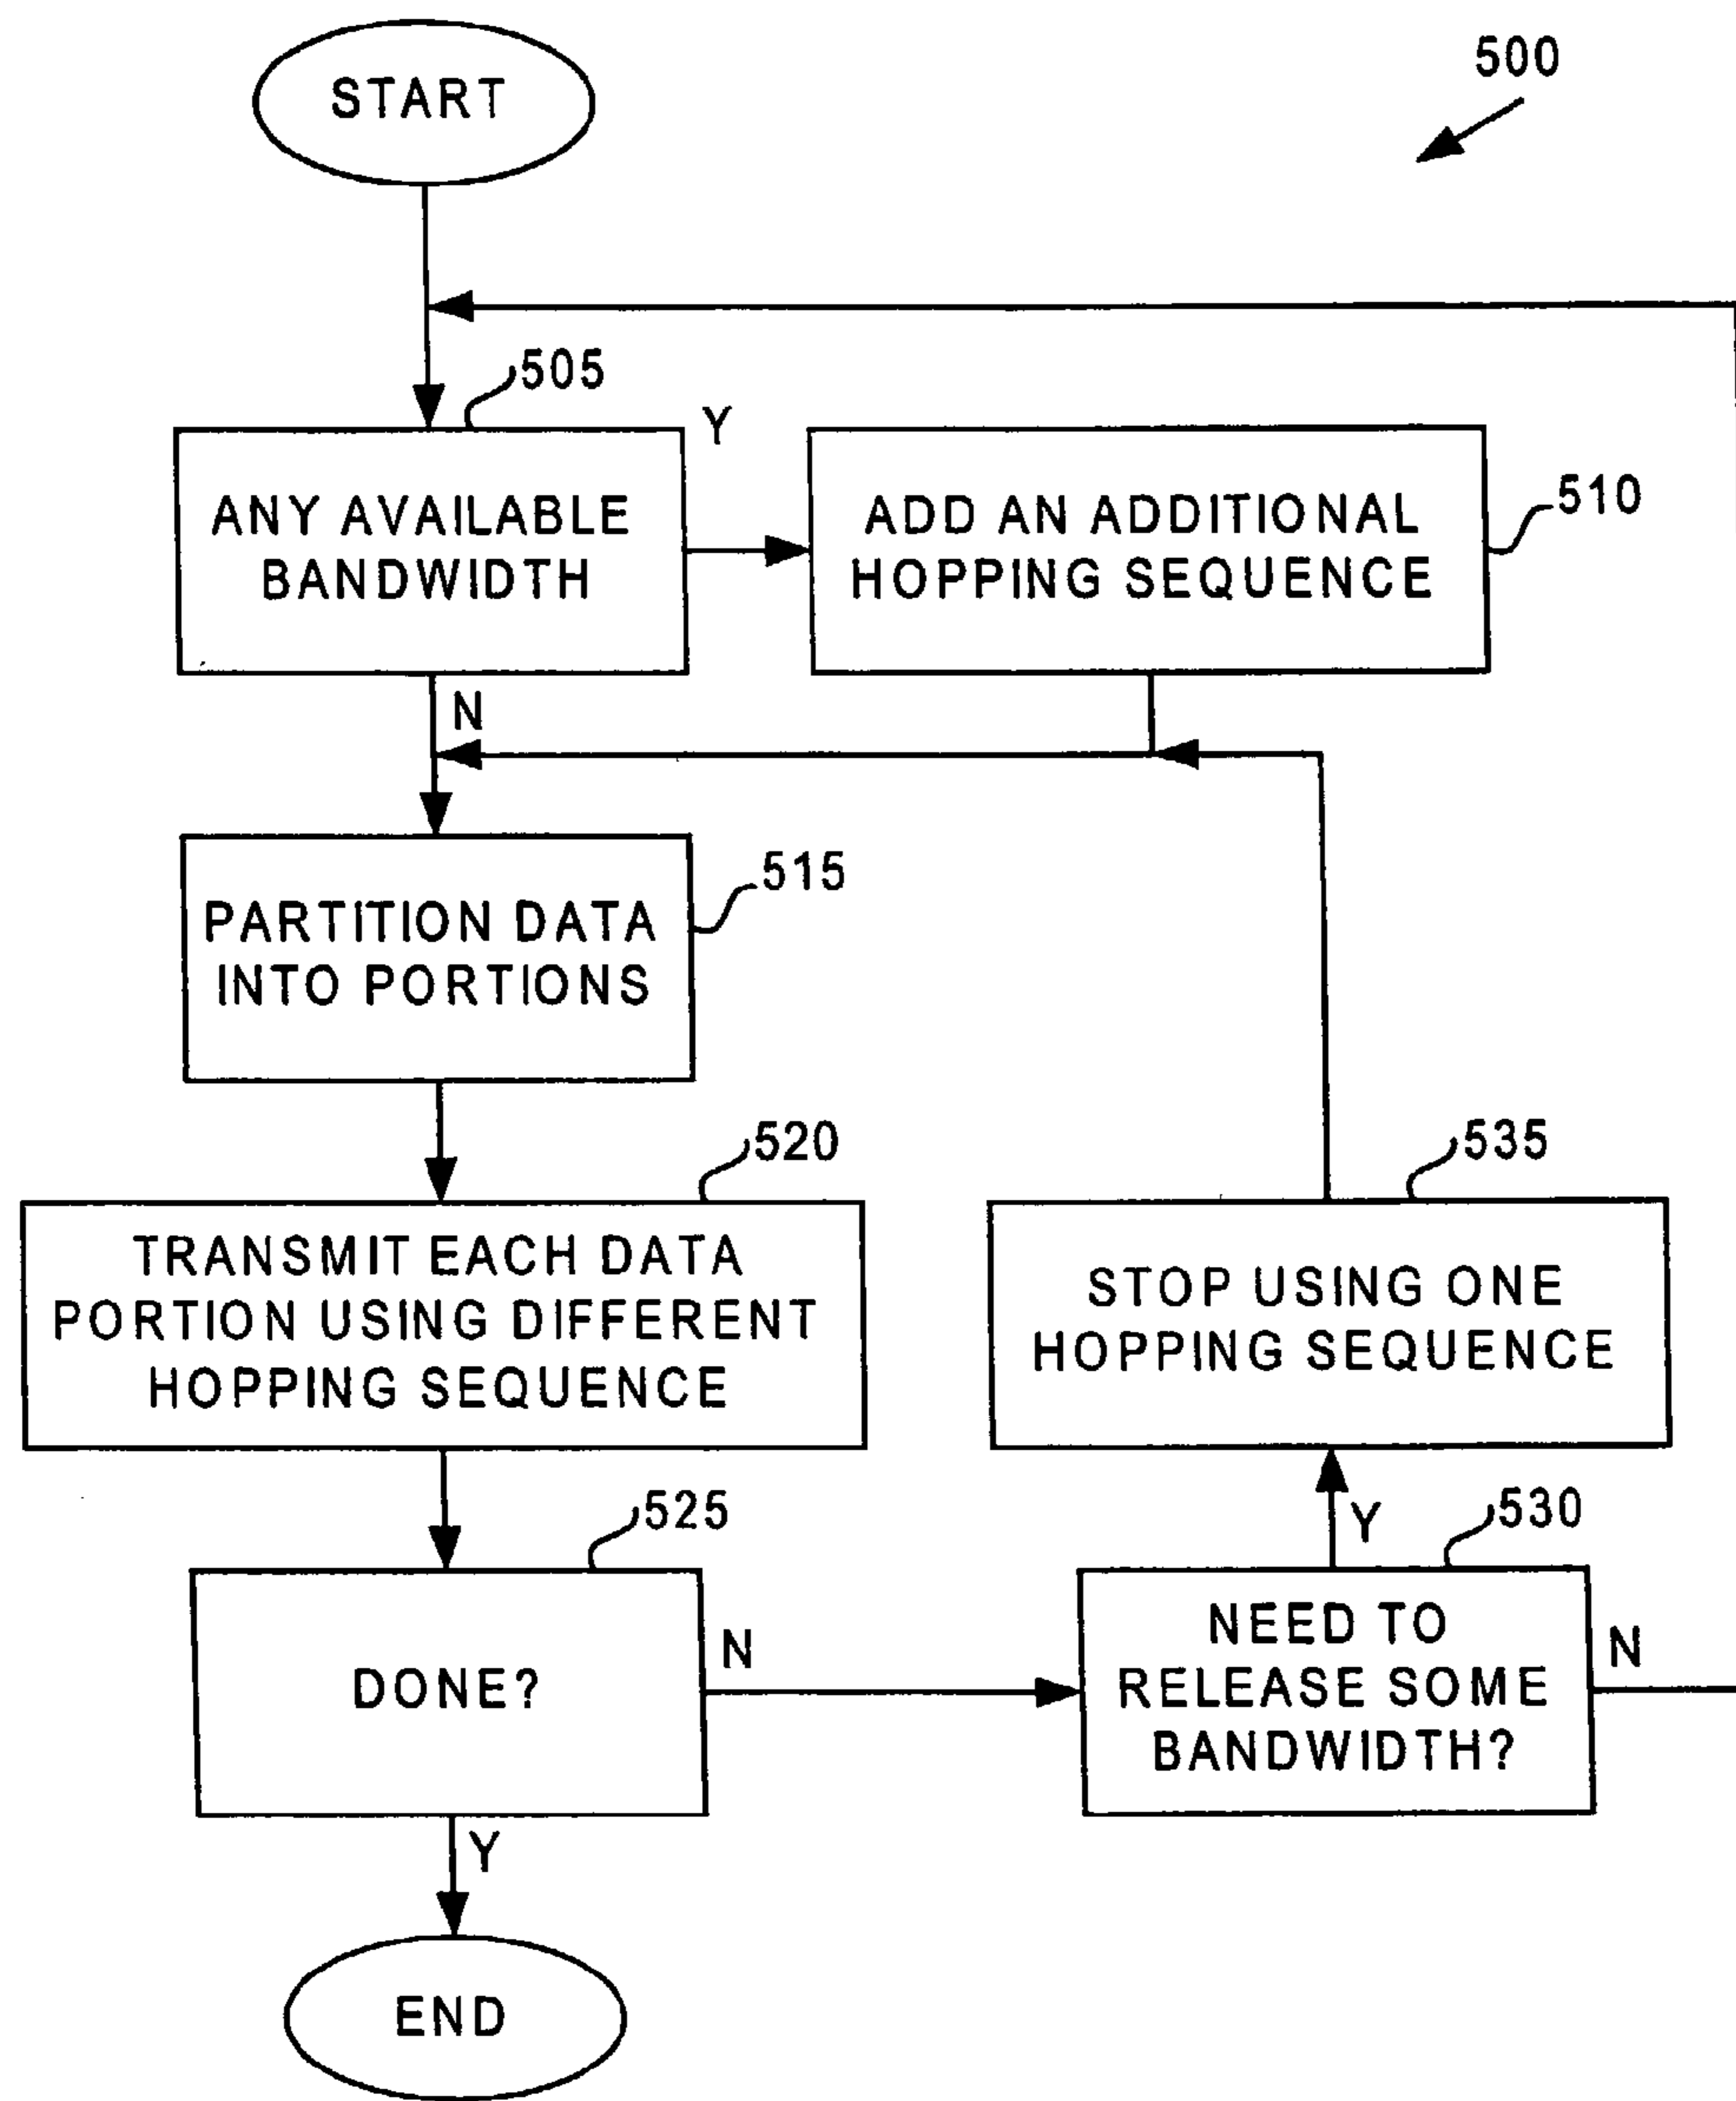 START
500
505
Y
ANY AVAILABLE
BANDWIDTH
ADD AN ADDITIONAL
HOPPING SEQUENCE
510
N
515
PARTITION DATA
INTO PORTIONS
520
535
TRANSMIT EACH DATA
PORTION USING DIFFERENT
HOPPING SEQUENCE
STOP USING ONE
HOPPING SEQUENCE
525
Y
530
DONE?
N
NEED TO
RELEASE SOME
BANDWIDTH?
N
Y
END